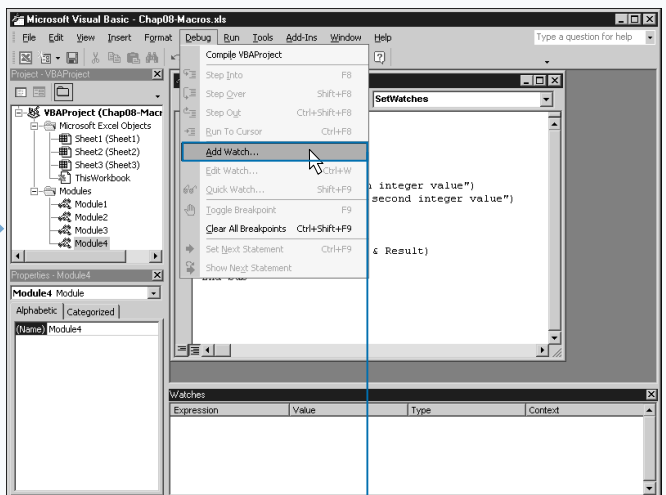 Microsoft Visual Basic - Chap08-Macros.xls
File Edit View Insert Format Debug Run Tools Add-Ins Window Help
Type a question for help
Project - VBAProject
VBAProject (Chap08-Macr
Microsoft Excel Objects
Sheet1 (Sheet1)
Sheet2 (Sheet2)
Sheet3 (Sheet3)
ThisWorkbook
Modules
Module1
Module2
Module3
Module4
Properties - Module4
Module4 Module
Alphabetic Categorized
(Name) Module4
Compile VBAProject
Step Into F8
Step Over Shift+F8
Step Out Ctrl+Shift+F8
Run To Cursor Ctrl+F8
Add Watch...
Edit Watch... Ctrl+W
Quick Watch... Shift+F9
Toggle Breakpoint F9
Clear All Breakpoints Ctrl+Shift+F9
Set Next Statement Ctrl+F9
Show Next Statement
SetWatches
integer value")
second integer value")
& Result)
End Sub
Watches
Expression Value Type Context